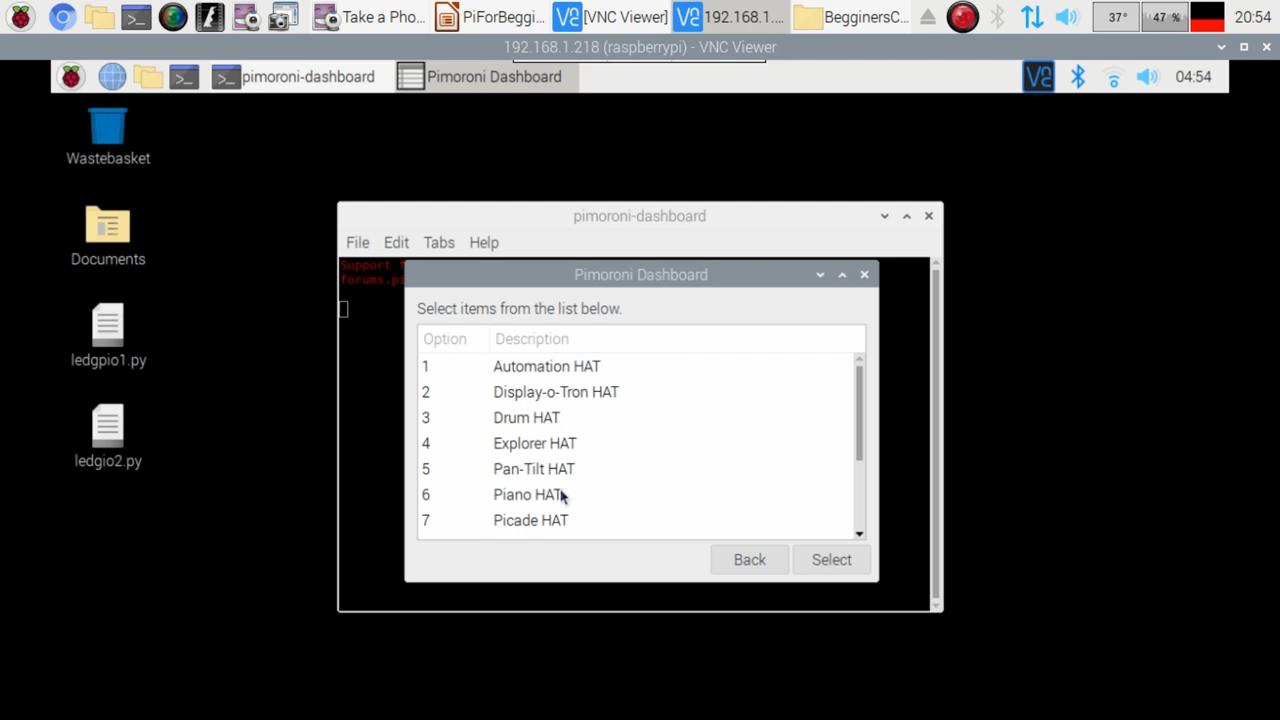 Take a Pho...
PiForBeggi...
[VNC Viewer]
192.168.1....
BegginersC...
37°
47 %
20:54
192.168.1.218 (raspberrypi) - VNC Viewer
pimoroni-dashboard
Pimoroni Dashboard
04:54
Wastebasket
Documents
ledgpio1.py
ledgio2.py
pimoroni-dashboard
File Edit Tabs Help
Support f
forums.pi
Pimoroni Dashboard
Select items from the list below.
Option Description
1 Automation HAT
2 Display-o-Tron HAT
3 Drum HAT
4 Explorer HAT
5 Pan-Tilt HAT
6 Piano HAT
7 Picade HAT
Back Select